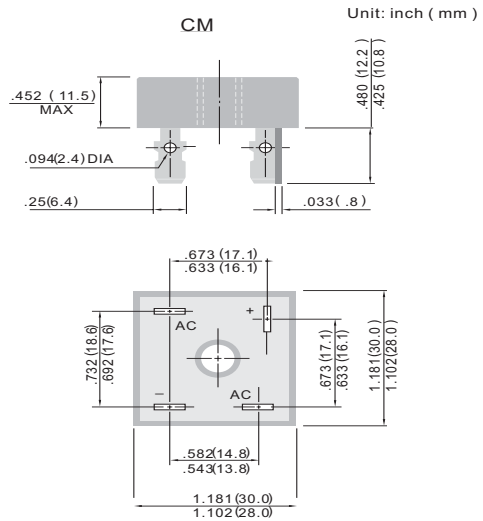 CM
Unit: inch ( mm )
.452 ( 11.5)
MAX
.480 (12.2 )
.425 (10.8 )
.094(2.4) DIA
.25(6.4)
.033( .8)
.673 (17.1)
.633 (16.1)
AC
+
.732 (18.6)
.692 (17.6)
.673 (17.1)
.633 (16.1)
1.181(30.0 )
1.102(28.0 )
–
AC
.582(14.8)
.543(13.8)
1.181(30.0)
1.102(28.0)